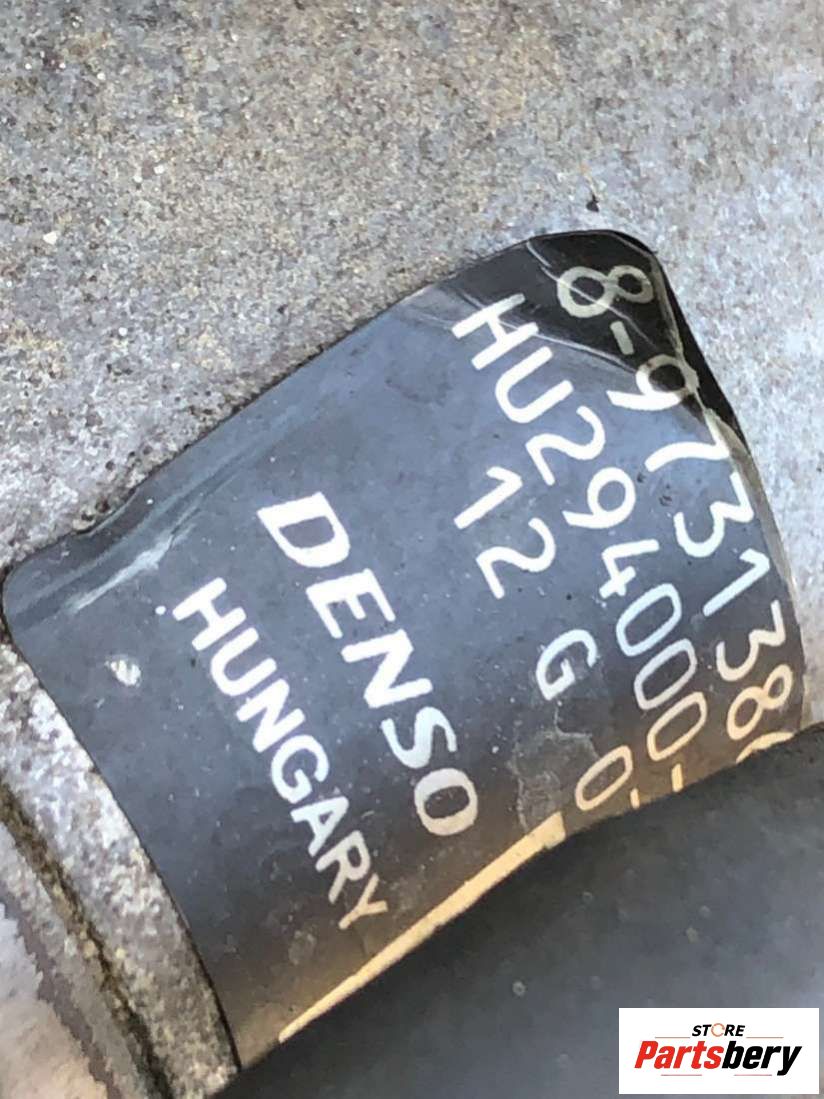 8-973138
HU294000
12 G 0
DENSO
HUNGARY
STORE
Partsbery